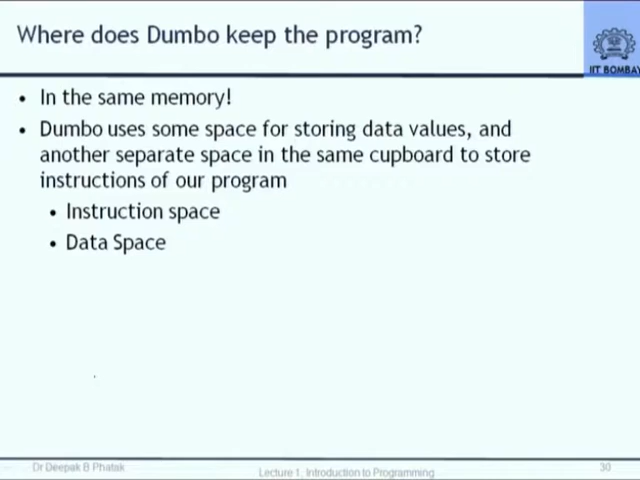 Where does Dumbo keep the program?
IIT BOMBAY
• In the same memory!
• Dumbo uses some space for storing data values, and
another separate space in the same cupboard to store
instructions of our program
• Instruction space
• Data Space
Dr Deepak B Phatak
Lecture 1, Introduction to Programming
30